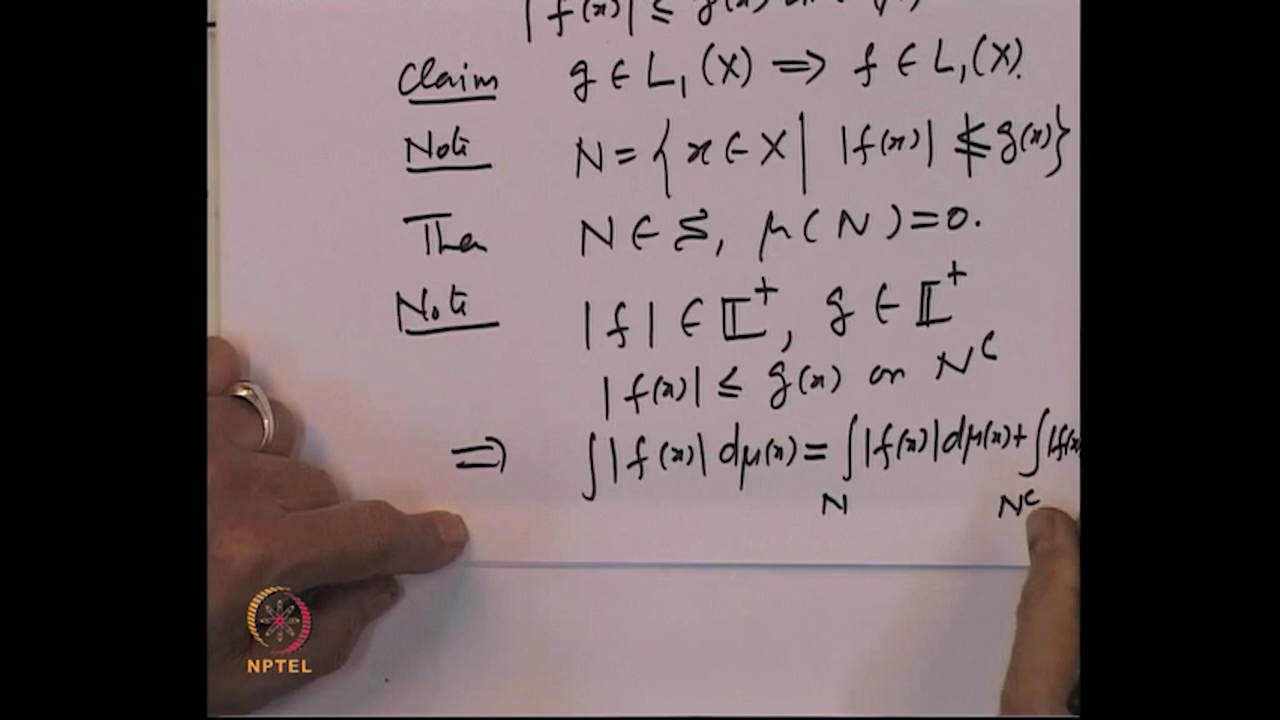 |f(x)| ≤ g(x)
Claim g ∈ L₁(X) ⟹ f ∈ L₁(X).
Note N = { x ∈ X | |f(x)| ≰ g(x)}
Then N ∈ S, μ(N) = 0.
Note |f| ∈ 𝕃⁺, g ∈ 𝕃⁺
|f(x)| ≤ g(x) on Nᶜ
⟹ ∫|f(x)| dμ(x) = ∫_N |f(x)| dμ(x) + ∫_{Nᶜ} |f(x)
NPTEL